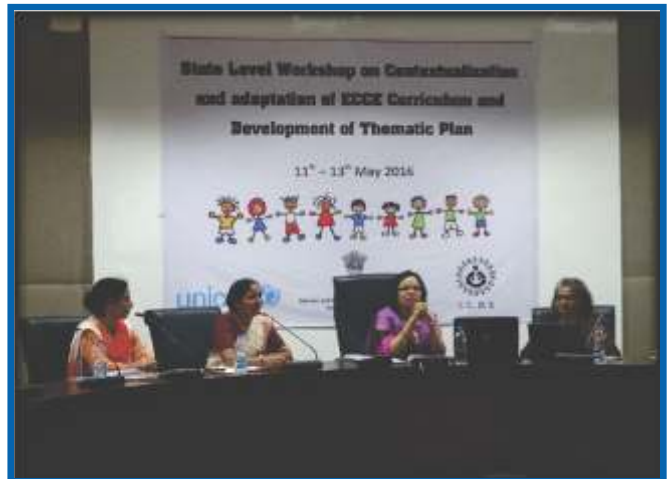 State Level Workshop on Contextualization
and adaptation of ECCE Curriculum and
Development of Thematic Plan
11th – 13th May 2016
unic
I.C.D.S